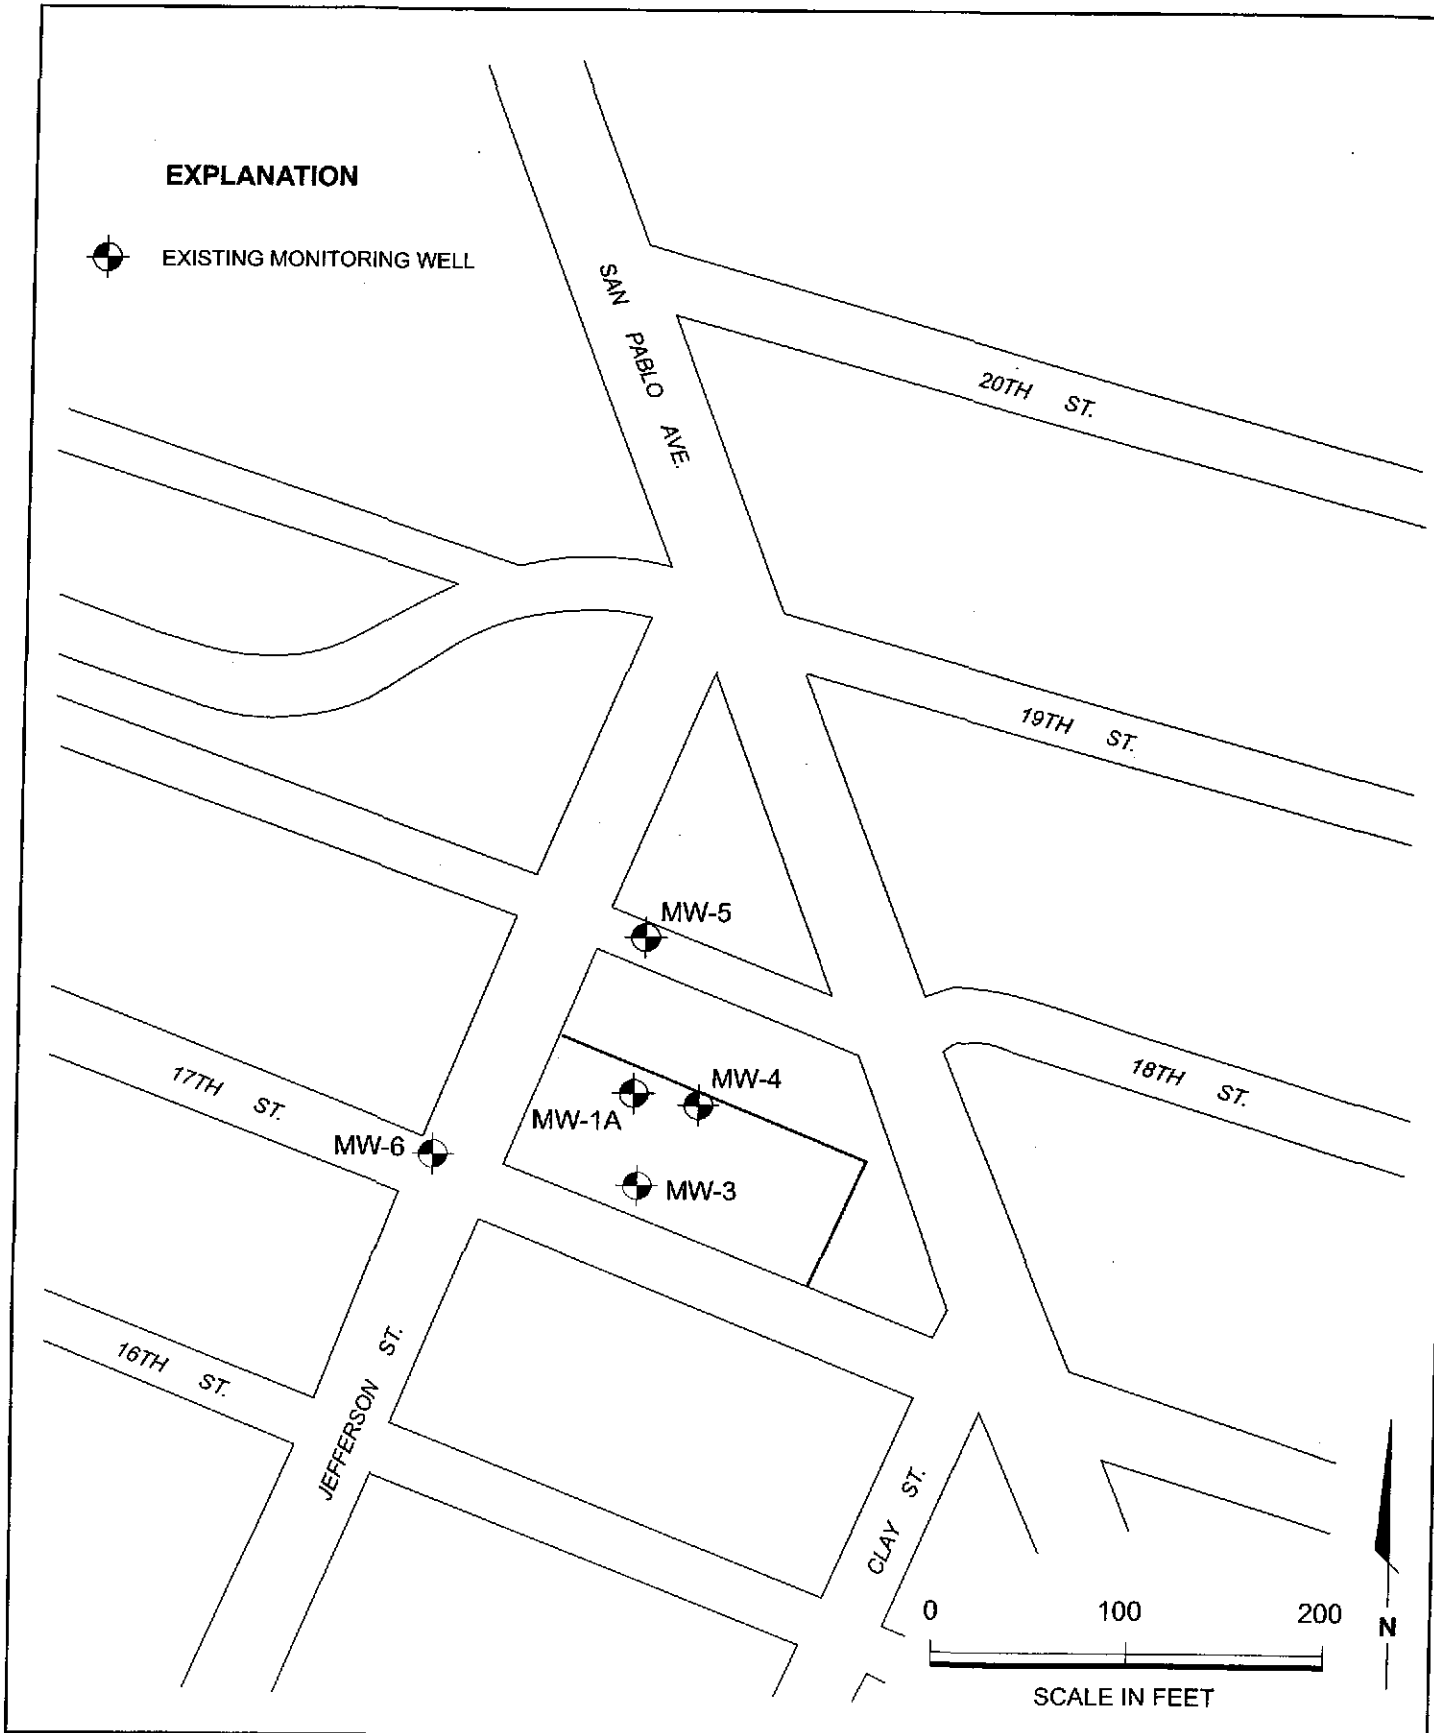 EXPLANATION
EXISTING MONITORING WELL
SAN PABLO AVE.
20TH ST.
19TH ST.
MW-5
18TH ST.
17TH ST.
MW-4
MW-1A
MW-6
MW-3
16TH ST.
JEFFERSON ST.
CLAY ST.
0 100 200
N
SCALE IN FEET